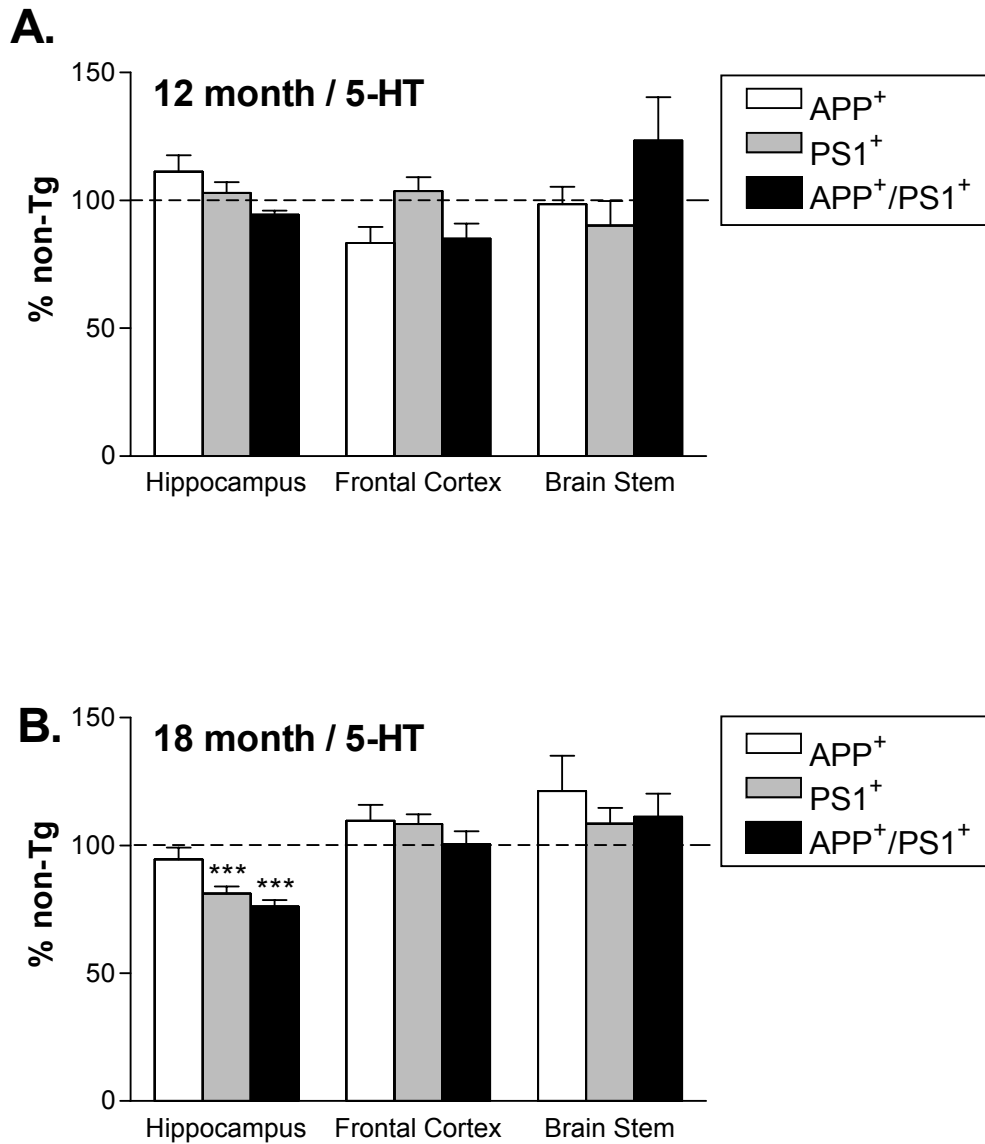 A.
12 month / 5-HT
% non-Tg
150
100
50
0
Hippocampus Frontal Cortex Brain Stem
APP⁺
PS1⁺
APP⁺/PS1⁺
B.
18 month / 5-HT
% non-Tg
150
100
50
0
*** ***
Hippocampus Frontal Cortex Brain Stem
APP⁺
PS1⁺
APP⁺/PS1⁺